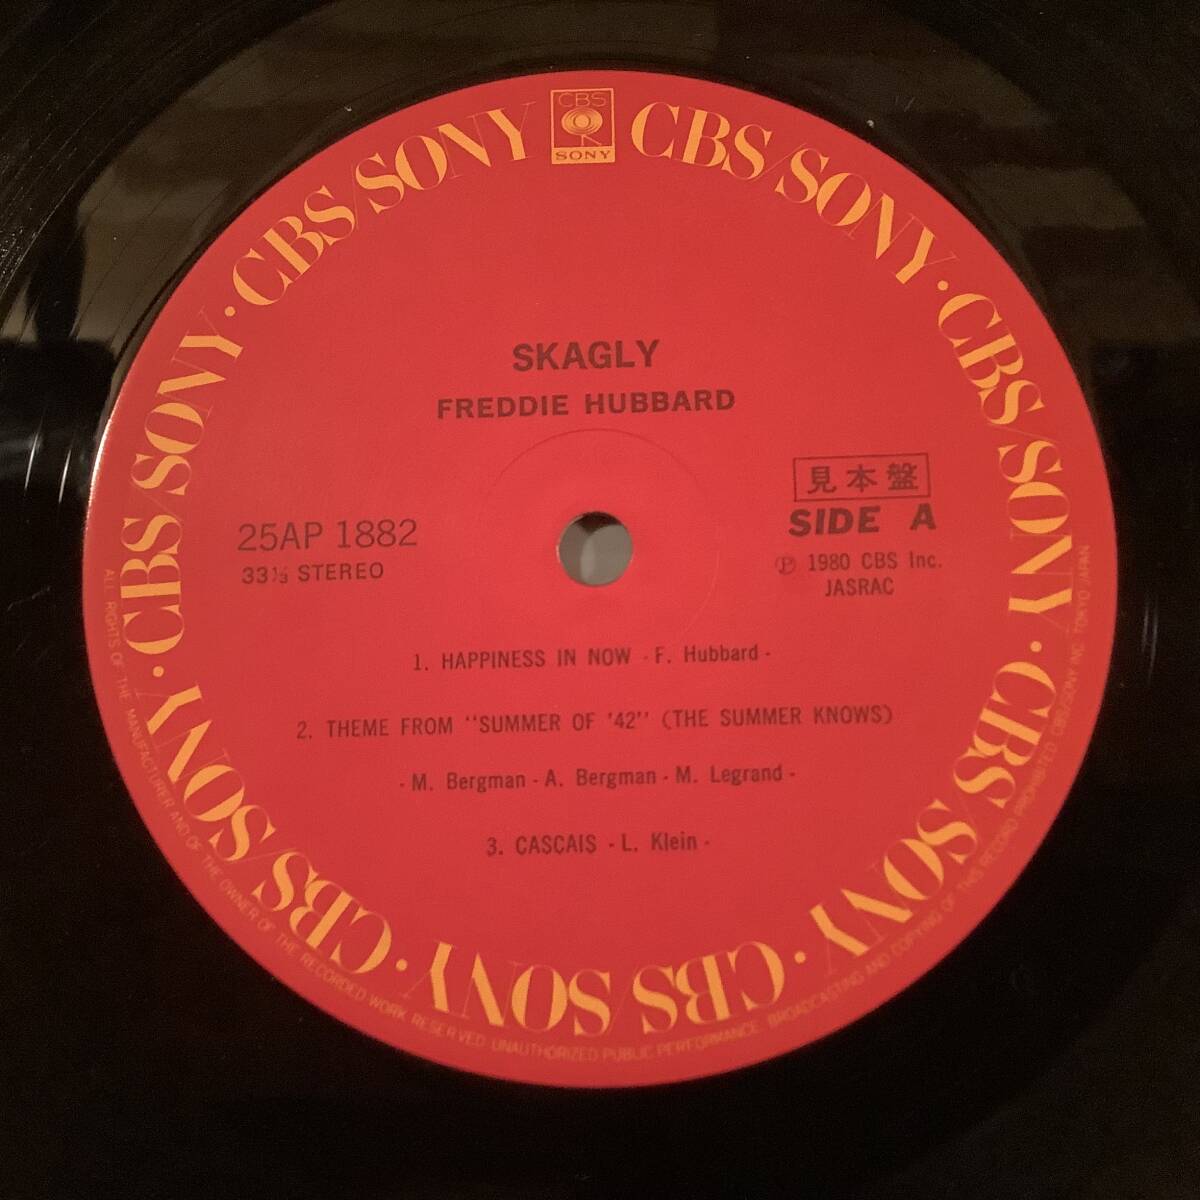 CBS
SONY
CBS/SONY · CBS/SONY · CBS/SONY · CBS/SONY · CBS/SONY · CBS/SONY · CBS/SONY · CBS/SONY
SKAGLY
FREDDIE HUBBARD
見本盤
25AP 1882
SIDE A
33⅓ STEREO
Ⓟ 1980 CBS Inc.
JASRAC
1. HAPPINESS IN NOW - F. Hubbard -
2. THEME FROM "SUMMER OF '42" (THE SUMMER KNOWS)
- M. Bergman - A. Bergman - M. Legrand -
3. CASÇAIŞ - L. Klein -
ALL RIGHTS OF THE MANUFACTURER AND OF THE OWNER OF THE RECORDED WORK RESERVED UNAUTHORIZED PUBLIC PERFORMANCE BROADCASTING AND COPYING OF THIS RECORD PROHIBITED CBS/SONY INC. TOKYO JAPAN